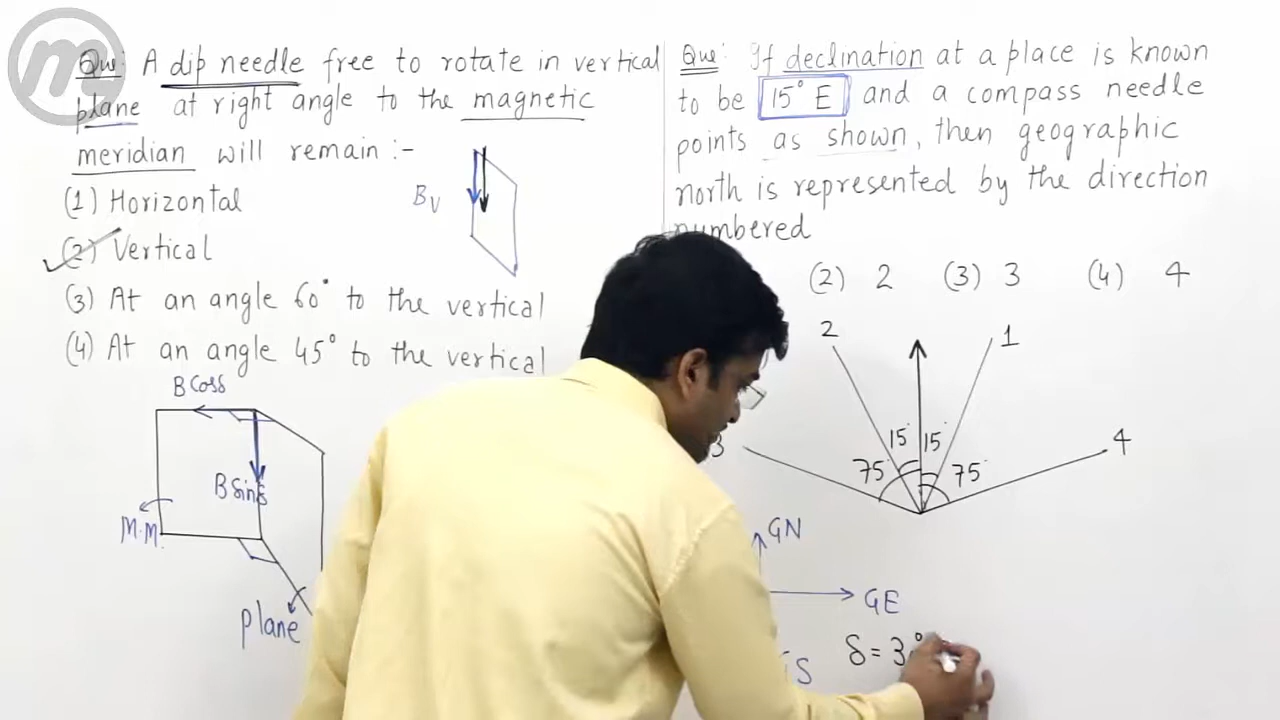 m
Que: A dip needle free to rotate in vertical
plane at right angle to the magnetic
meridian will remain :-
(1) Horizontal
(2) Vertical
(3) At an angle 60° to the vertical
(4) At an angle 45° to the vertical
Bv
B Cosδ
B Sinδ
M.M.
plane
Que: If declination at a place is known
to be 15° E and a compass needle
points as shown, then geographic
north is represented by the direction
numbered
(2) 2 (3) 3 (4) 4
2 1
3 4
15° 15°
75° 75°
GN
GE
S
δ = 3